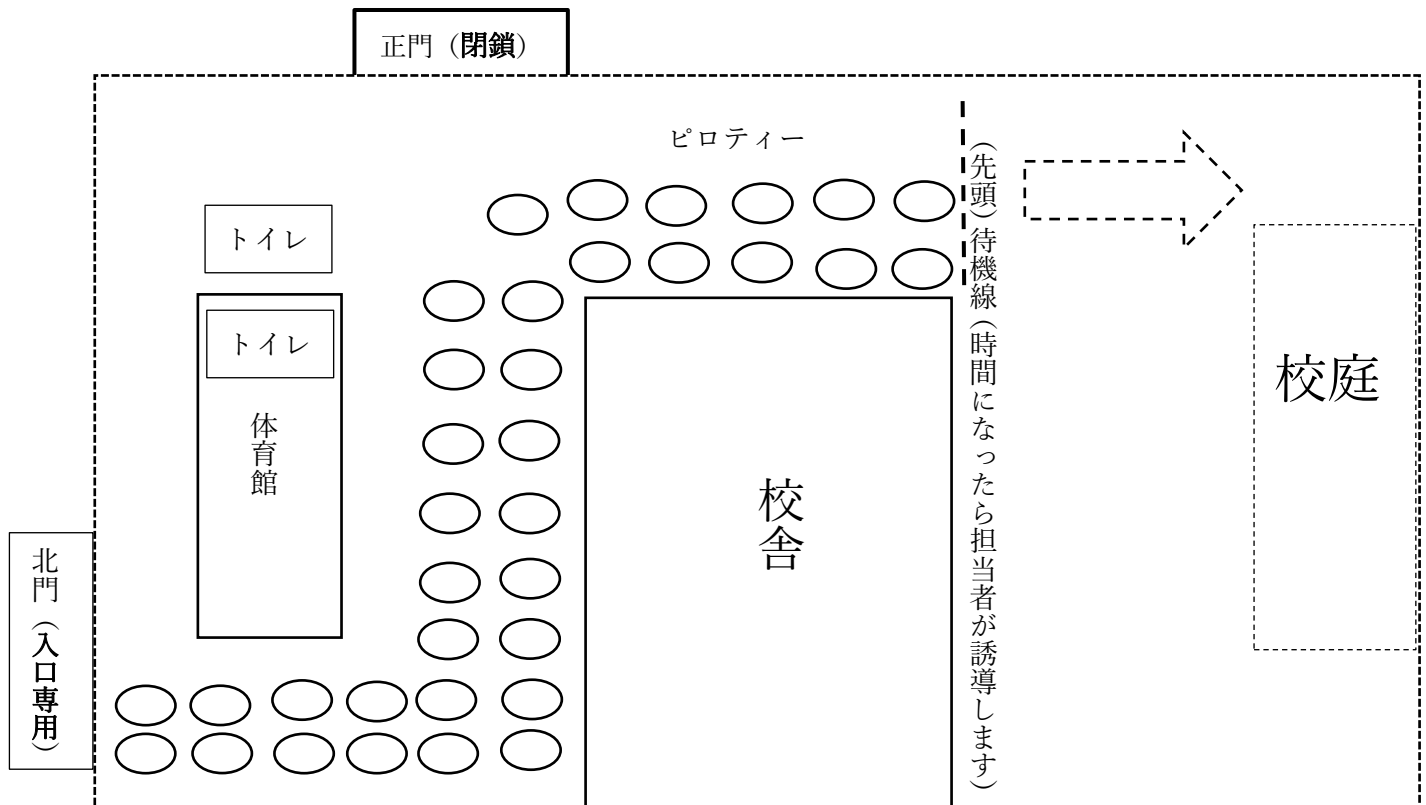 正門（閉鎖）
ピロティー
（先頭）待機線（時間になったら担当者が誘導します）
トイレ
トイレ
体育館
校舎
校庭
北門（入口専用）